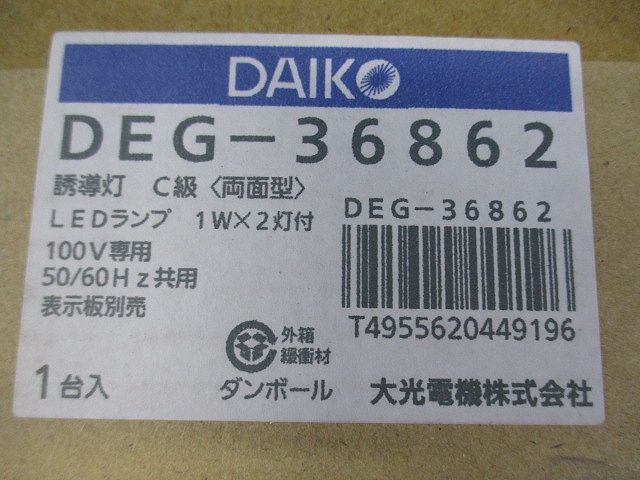 DAIKO
DEG-36862
誘導灯 C級〈両面型〉
LEDランプ 1W×2灯付
100V専用
50/60Hz共用
表示板別売
1台入
外箱
緩衝材
ダンボール
DEG-36862
T4955620449196
大光電機株式会社